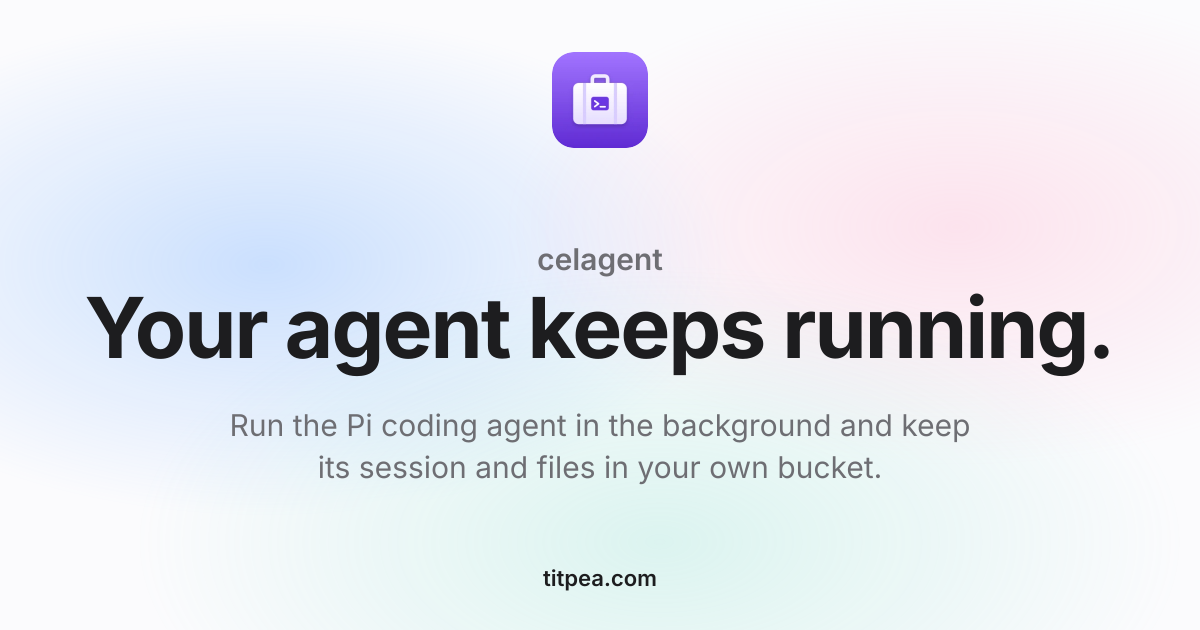 celagent
Your agent keeps running.
Run the Pi coding agent in the background and keep
its session and files in your own bucket.
titpea.com